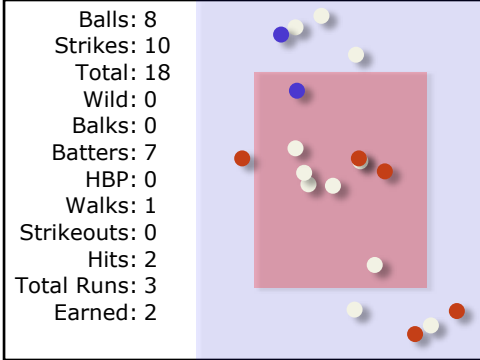 Balls: 8
Strikes: 10
Total: 18
Wild: 0
Balks: 0
Batters: 7
HBP: 0
Walks: 1
Strikeouts: 0
Hits: 2
Total Runs: 3
Earned: 2